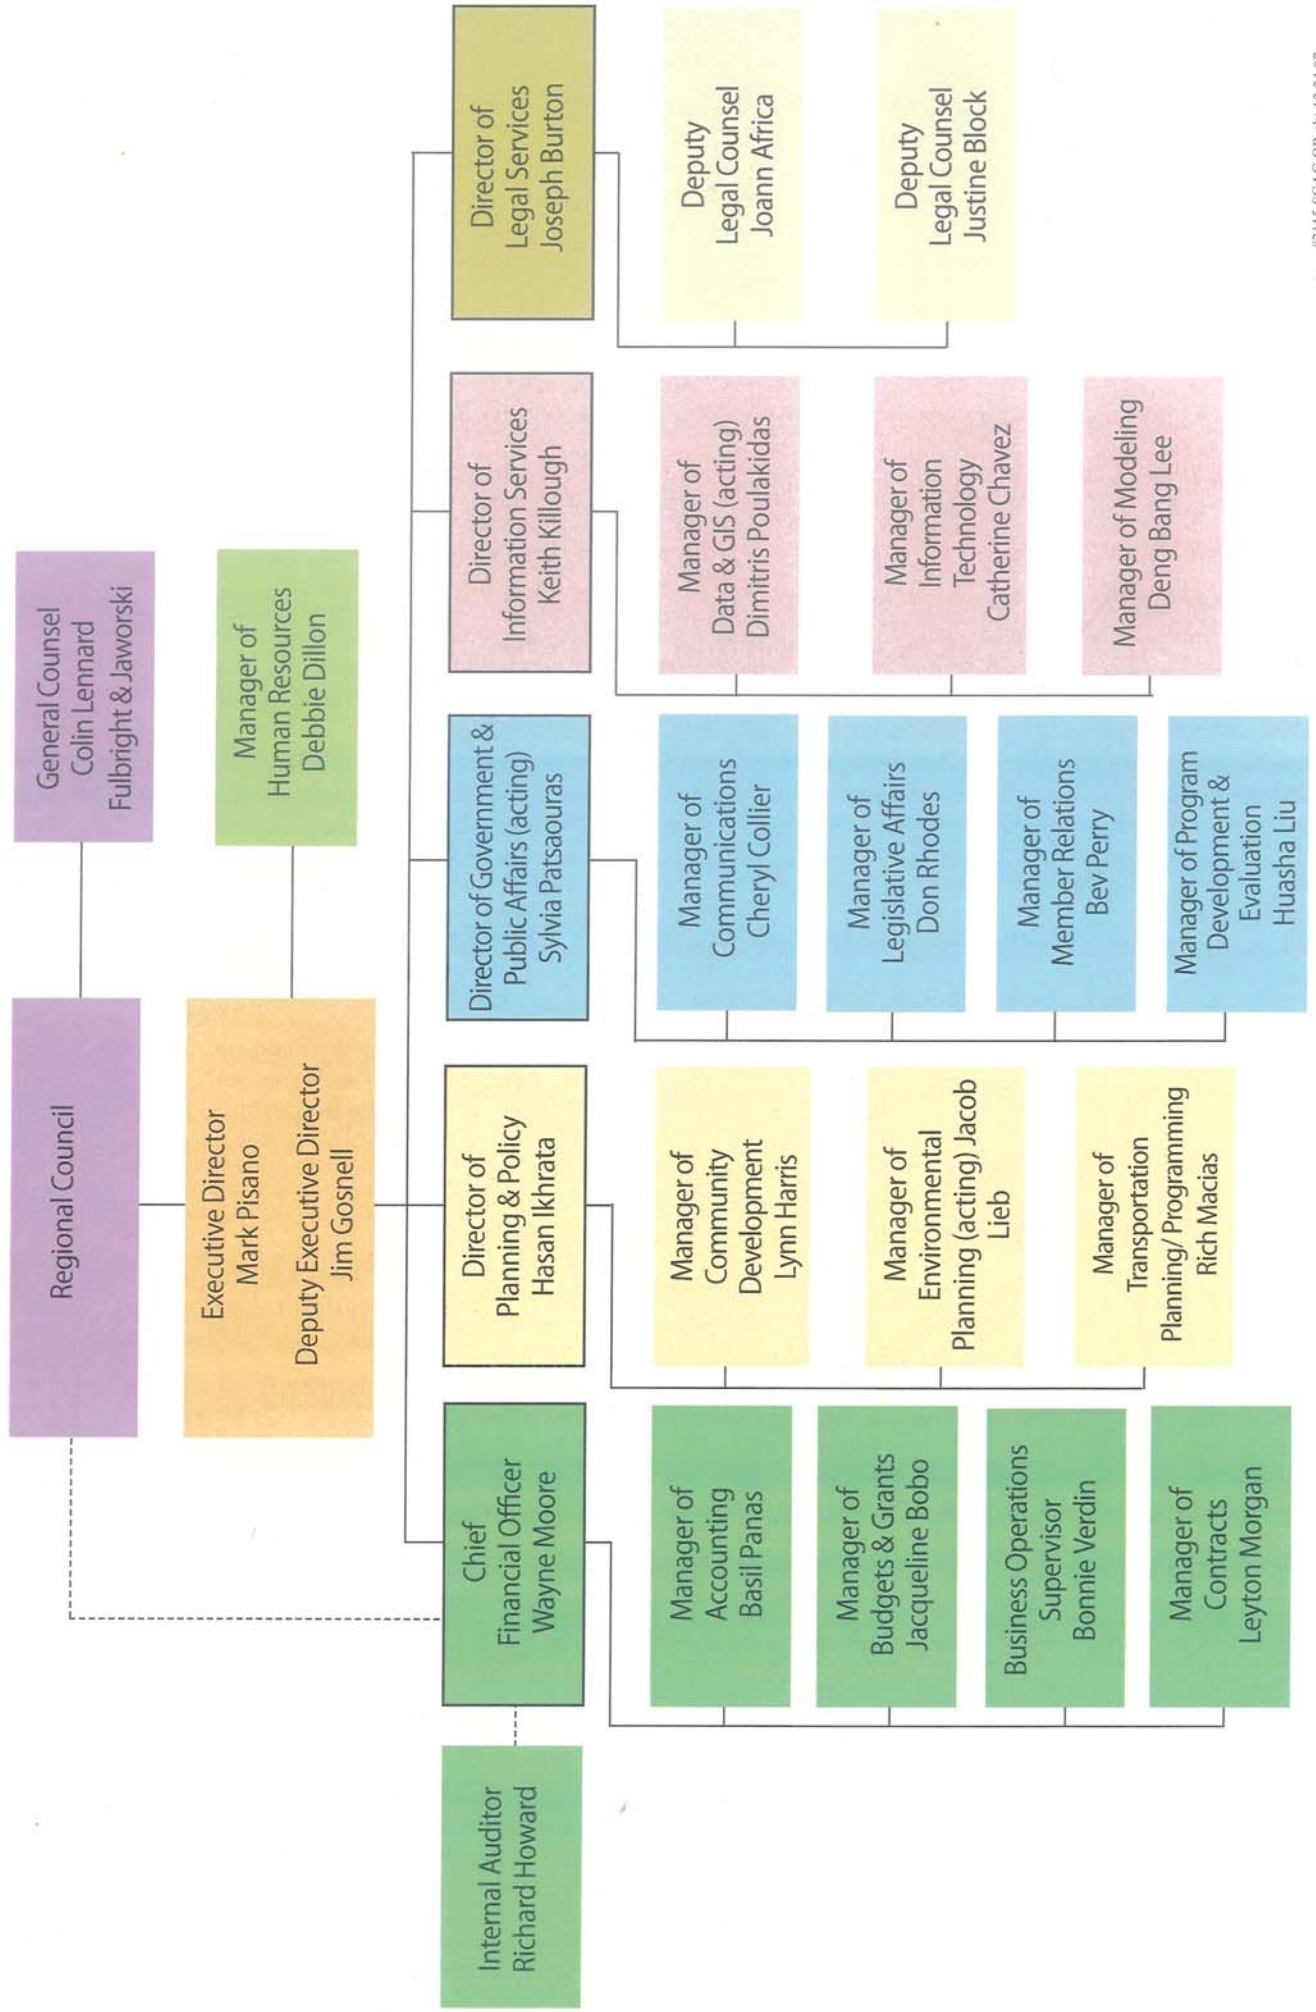 Regional Council
General Counsel
Colin Lennard
Fulbright & Jaworski
Executive Director
Mark Pisano
Deputy Executive Director
Jim Gosnell
Manager of
Human Resources
Debbie Dillon
Internal Auditor
Richard Howard
Chief
Financial Officer
Wayne Moore
Manager of
Accounting
Basil Panas
Manager of
Budgets & Grants
Jacqueline Bobo
Business Operations
Supervisor
Bonnie Verdin
Manager of
Contracts
Leyton Morgan
Director of
Planning & Policy
Hasan Ikhrata
Manager of
Community
Development
Lynn Harris
Manager of
Environmental
Planning (acting) Jacob
Lieb
Manager of
Transportation
Planning/ Programming
Rich Macias
Director of Government &
Public Affairs (acting)
Sylvia Patsaouras
Manager of
Communications
Cheryl Collier
Manager of
Legislative Affairs
Don Rhodes
Manager of
Member Relations
Bev Perry
Manager of Program
Development &
Evaluation
Huasha Liu
Director of
Information Services
Keith Killough
Manager of
Data & GIS (acting)
Dimitris Poulakidas
Manager of
Information
Technology
Catherine Chavez
Manager of Modeling
Deng Bang Lee
Director of
Legal Services
Joseph Burton
Deputy
Legal Counsel
Joann Africa
Deputy
Legal Counsel
Justine Block